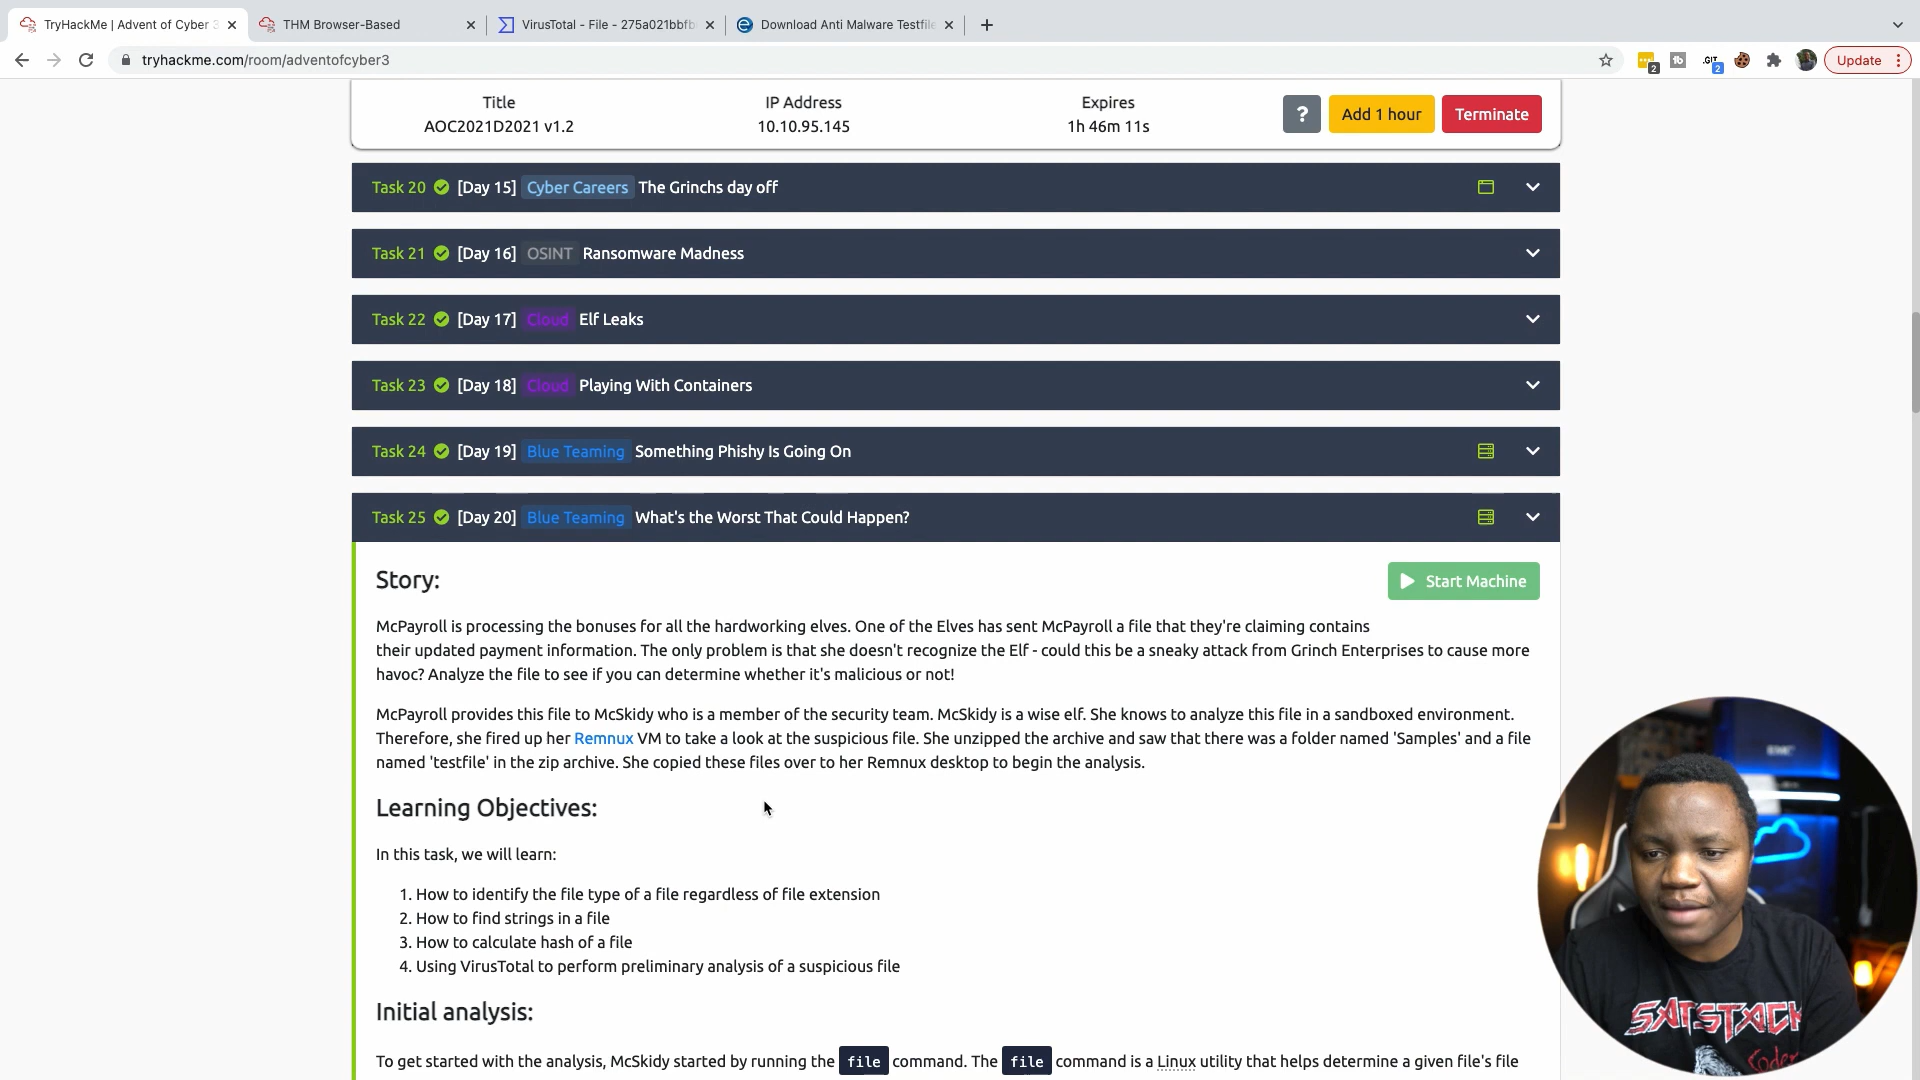 TryHackMe | Advent of Cyber 3
THM Browser-Based
VirusTotal - File - 275a021bbfb
Download Anti Malware Testfile
tryhackme.com/room/adventofcyber3
2
2
Update
Title
IP Address
Expires
AOC2021D2021 v1.2
10.10.95.145
1h 46m 11s
?
Add 1 hour
Terminate
Task 20 [Day 15] Cyber Careers The Grinchs day off
Task 21 [Day 16] OSINT Ransomware Madness
Task 22 [Day 17] Cloud Elf Leaks
Task 23 [Day 18] Cloud Playing With Containers
Task 24 [Day 19] Blue Teaming Something Phishy Is Going On
Task 25 [Day 20] Blue Teaming What's the Worst That Could Happen?
Story:
Start Machine
McPayroll is processing the bonuses for all the hardworking elves. One of the Elves has sent McPayroll a file that they're claiming contains
their updated payment information. The only problem is that she doesn't recognize the Elf - could this be a sneaky attack from Grinch Enterprises to cause more
havoc? Analyze the file to see if you can determine whether it's malicious or not!
McPayroll provides this file to McSkidy who is a member of the security team. McSkidy is a wise elf. She knows to analyze this file in a sandboxed environment.
Therefore, she fired up her Remnux VM to take a look at the suspicious file. She unzipped the archive and saw that there was a folder named 'Samples' and a file
named 'testfile' in the zip archive. She copied these files over to her Remnux desktop to begin the analysis.
Learning Objectives:
In this task, we will learn:
1. How to identify the file type of a file regardless of file extension
2. How to find strings in a file
3. How to calculate hash of a file
4. Using VirusTotal to perform preliminary analysis of a suspicious file
Initial analysis:
To get started with the analysis, McSkidy started by running the file command. The file command is a Linux utility that helps determine a given file's file